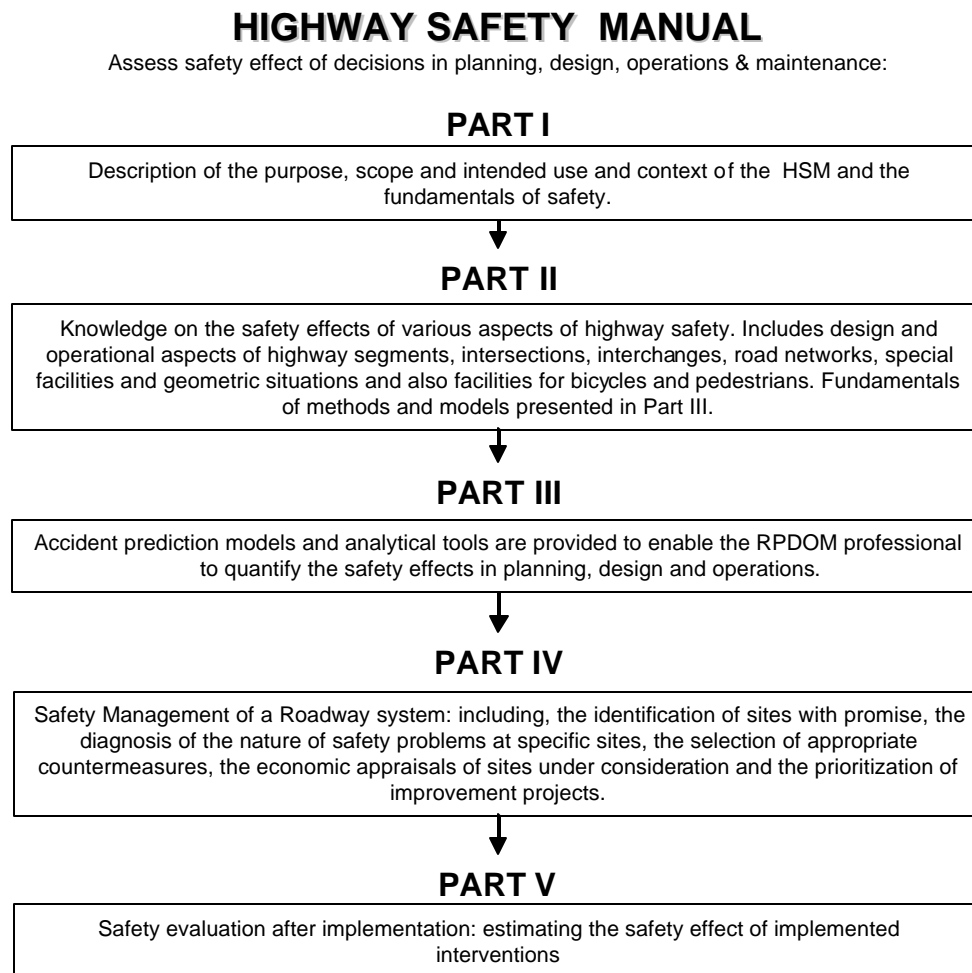 HIGHWAY SAFETY MANUAL
Assess safety effect of decisions in planning, design, operations & maintenance:
PART I
Description of the purpose, scope and intended use and context of the HSM and the
fundamentals of safety.
PART II
Knowledge on the safety effects of various aspects of highway safety. Includes design and
operational aspects of highway segments, intersections, interchanges, road networks, special
facilities and geometric situations and also facilities for bicycles and pedestrians. Fundamentals
of methods and models presented in Part III.
PART III
Accident prediction models and analytical tools are provided to enable the RPDOM professional
to quantify the safety effects in planning, design and operations.
PART IV
Safety Management of a Roadway system: including, the identification of sites with promise, the
diagnosis of the nature of safety problems at specific sites, the selection of appropriate
countermeasures, the economic appraisals of sites under consideration and the prioritization of
improvement projects.
PART V
Safety evaluation after implementation: estimating the safety effect of implemented
interventions